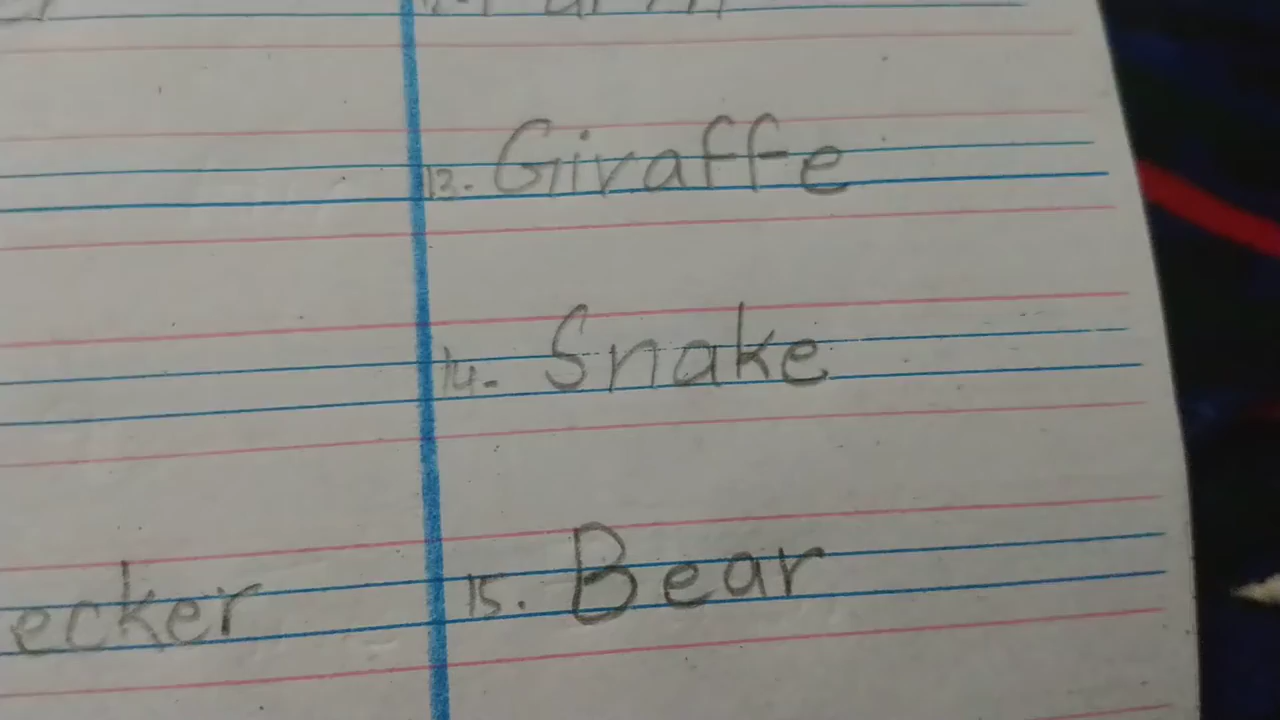 13. Giraffe
14. Snake
ecker
15. Bear